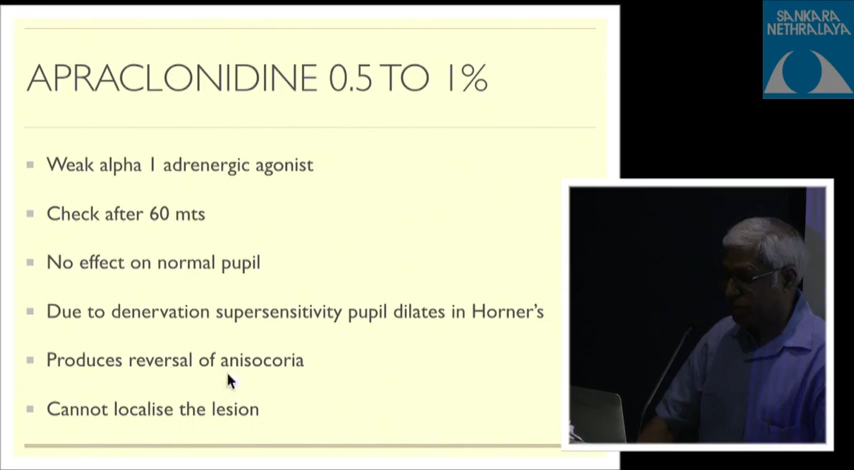 APRACLONIDINE 0.5 TO 1%
Weak alpha 1 adrenergic agonist
Check after 60 mts
No effect on normal pupil
Due to denervation supersensitivity pupil dilates in Horner's
Produces reversal of anisocoria
Cannot localise the lesion
SANKARA
NETHRALAYA